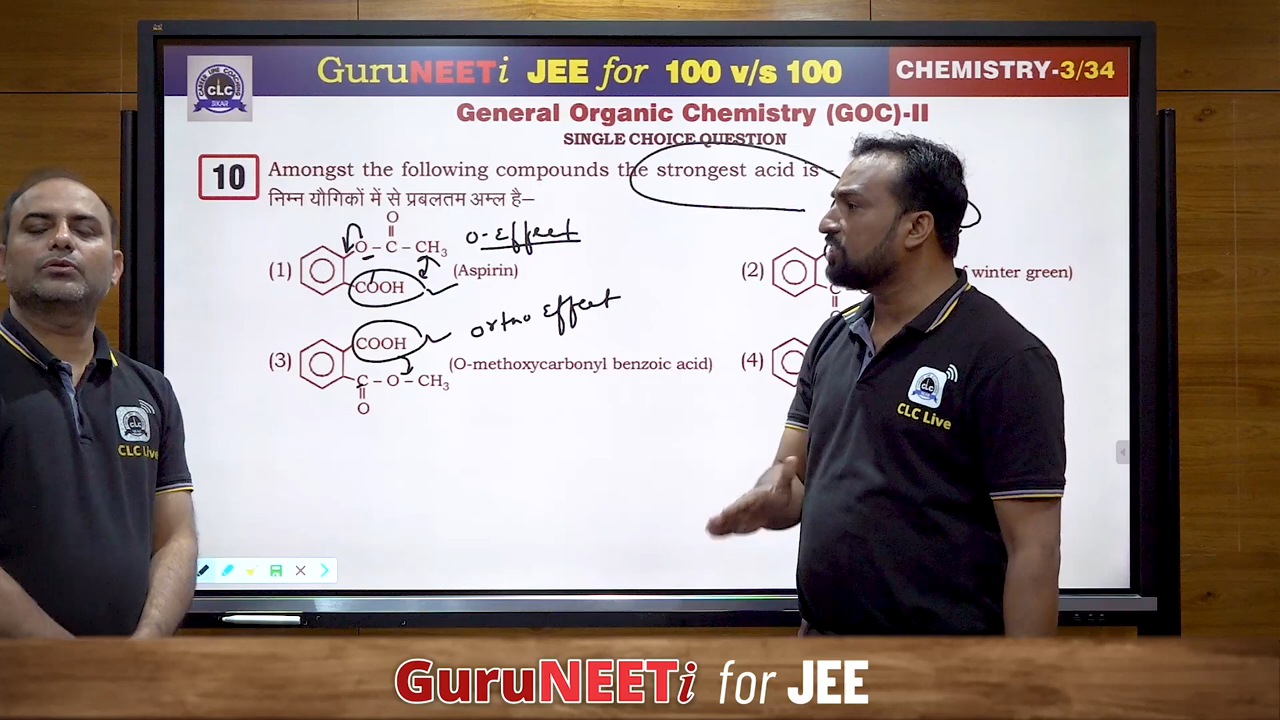 GuruNEETi JEE for 100 v/s 100
CHEMISTRY-3/34
CLC
SIKAR
General Organic Chemistry (GOC)-II
SINGLE CHOICE QUESTION
10 Amongst the following compounds the strongest acid is –
निम्न यौगिकों में से प्रबलतम अम्ल है–
O
O – C – CH3
o-Effect
(1)
COOH
(Aspirin)
(2)
winter green)
C
COOH
ortho Effect
(3)
(O-methoxycarbonyl benzoic acid)
(4)
C – O – CH3
O
CLC Live
CLC Live
GuruNEETi for JEE